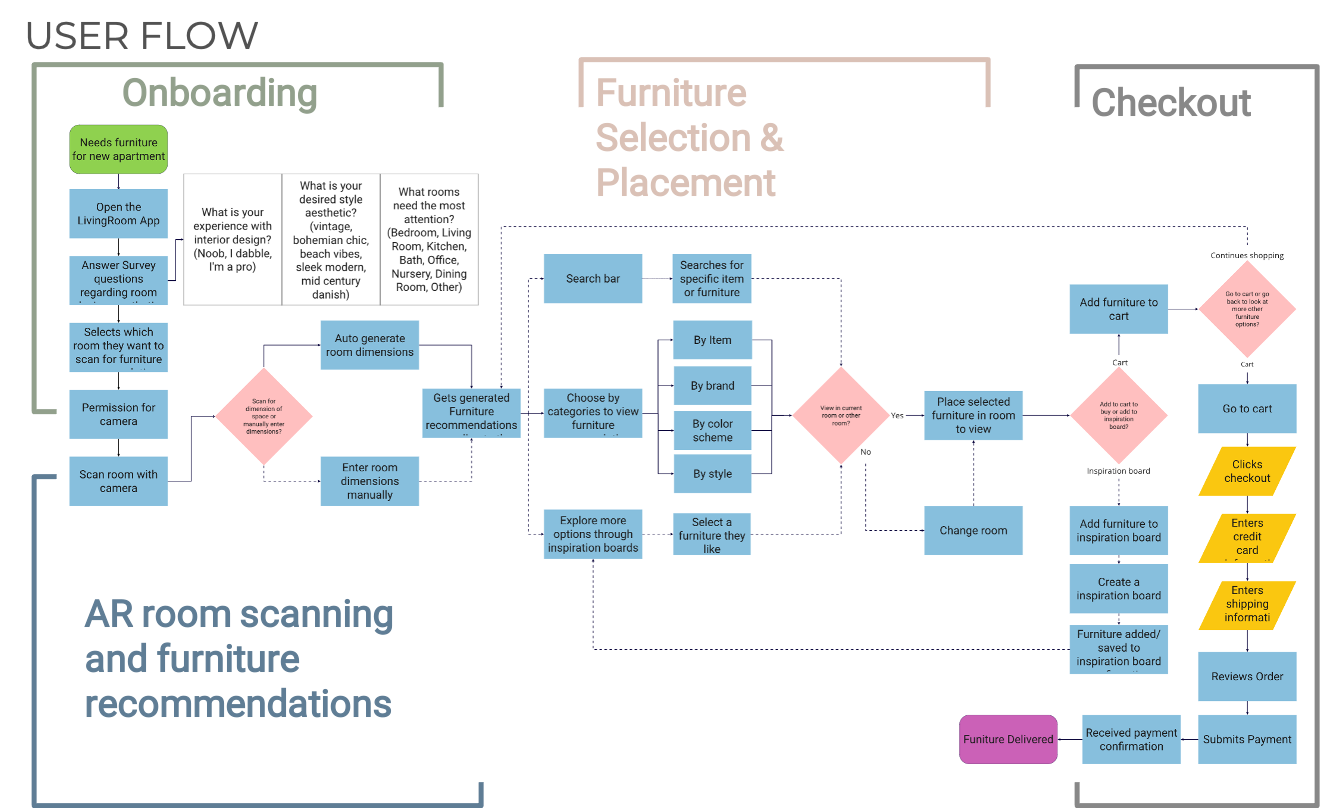 USER FLOW
Onboarding
Furniture
Selection &
Placement
Checkout
Needs furniture
for new apartment
Open the
LivingRoom App
Answer Survey
questions
regarding room
What is your
experience with
interior design?
(Noob, I dabble,
I'm a pro)
What is your
desired style
aesthetic?
(vintage,
bohemian chic,
beach vibes,
sleek modern,
mid century
danish)
What rooms
need the most
attention?
(Bedroom, Living
Room, Kitchen,
Bath, Office,
Nursery, Dining
Room, Other)
Selects which
room they want to
scan for furniture
Permission for
camera
Scan room with
camera
Scan for
dimension of
space or
manually enter
dimensions?
Auto generate
room dimensions
Enter room
dimensions
manually
Gets generated
Furniture
recommendations
Search bar
Searches for
specific item
or furniture
Choose by
categories to view
furniture
By Item
By brand
By color
scheme
By style
Explore more
options through
inspiration boards
Select a
furniture they
like
View in current
room or other
room?
Yes
No
Place selected
furniture in room
to view
Change room
Add to cart to
buy or add to
inspiration
board?
Cart
Add furniture to
cart
Inspiration board
Add furniture to
inspiration board
Create a
inspiration board
Furniture added/
saved to
inspiration board
Continues shopping
Go to cart or go
back to look at
more other
furniture
options?
Cart
Go to cart
Clicks
checkout
Enters
credit
card
Enters
shipping
informati
Reviews Order
Submits Payment
Received payment
confirmation
Funiture Delivered
AR room scanning
and furniture
recommendations